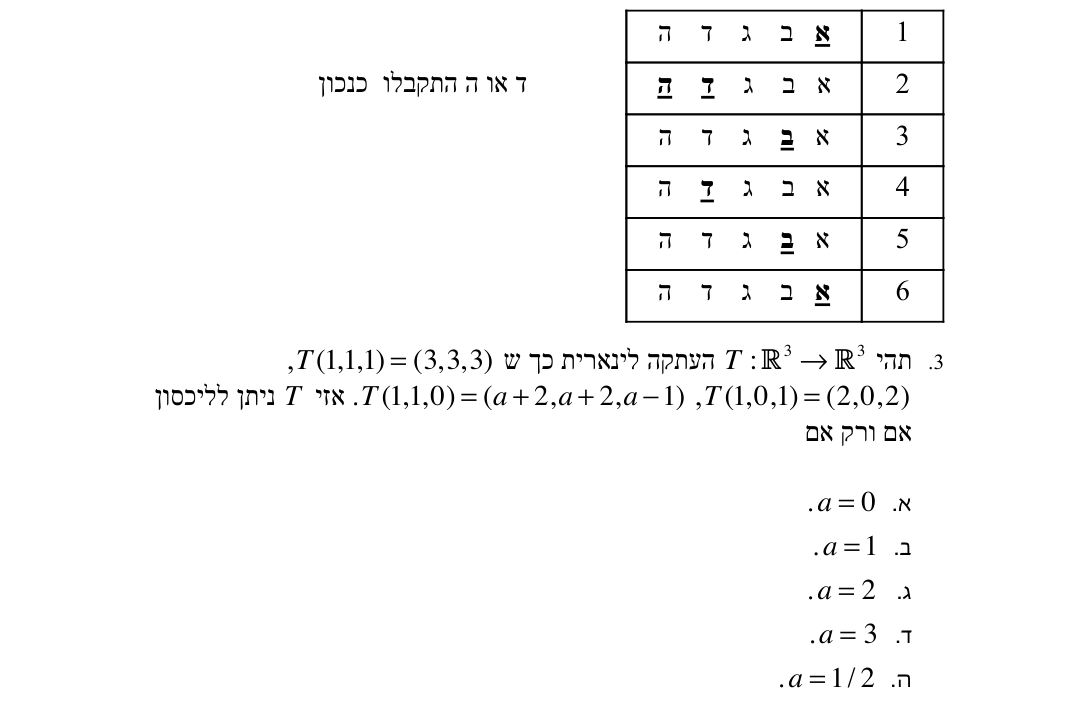 1 א ב ג ד ה
2 א ב ג ד ה ד או ה התקבלו כנכון
3 א ב ג ד ה
4 א ב ג ד ה
5 א ב ג ד ה
6 א ב ג ד ה
3. תהי T : ℝ³ → ℝ³ העתקה לינארית כך ש T(1,1,1) = (3,3,3),
T(1,0,1) = (2,0,2), T(1,1,0) = (a+2,a+2,a−1). אזי T ניתן לליכסון
אם ורק אם
א. a = 0.
ב. a = 1.
ג. a = 2.
ד. a = 3.
ה. a = 1/2.